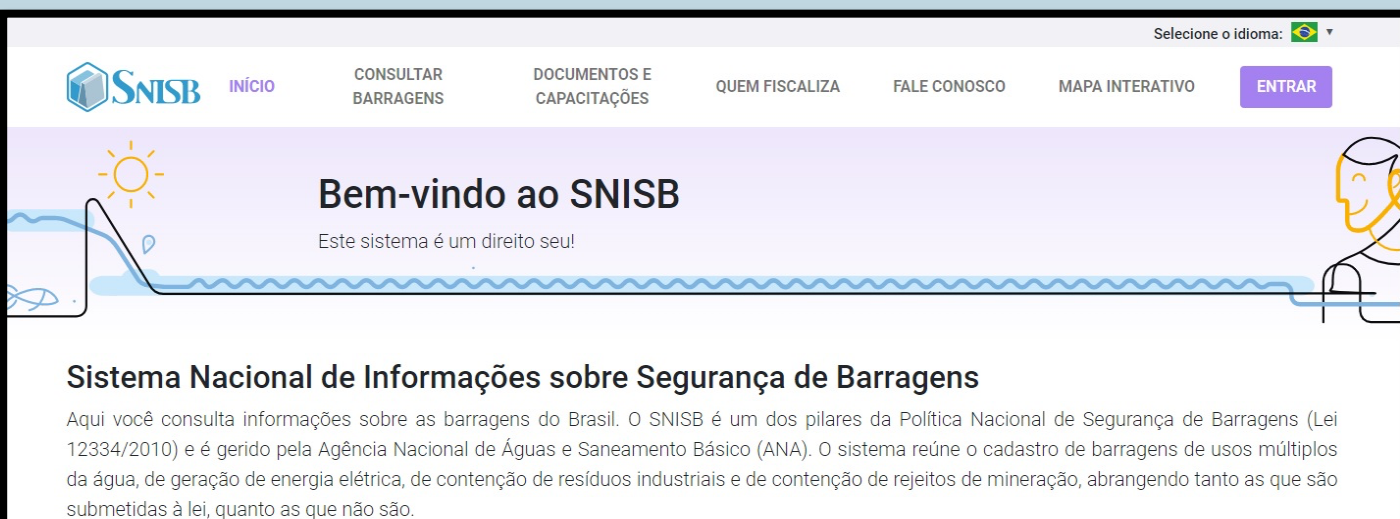 Selecione o idioma:
SNISB
INÍCIO
CONSULTAR
BARRAGENS
DOCUMENTOS E
CAPACITAÇÕES
QUEM FISCALIZA
FALE CONOSCO
MAPA INTERATIVO
ENTRAR
Bem-vindo ao SNISB
Este sistema é um direito seu!
Sistema Nacional de Informações sobre Segurança de Barragens
Aqui você consulta informações sobre as barragens do Brasil. O SNISB é um dos pilares da Política Nacional de Segurança de Barragens (Lei
12334/2010) e é gerido pela Agência Nacional de Águas e Saneamento Básico (ANA). O sistema reúne o cadastro de barragens de usos múltiplos
da água, de geração de energia elétrica, de contenção de resíduos industriais e de contenção de rejeitos de mineração, abrangendo tanto as que são
submetidas à lei, quanto as que não são.